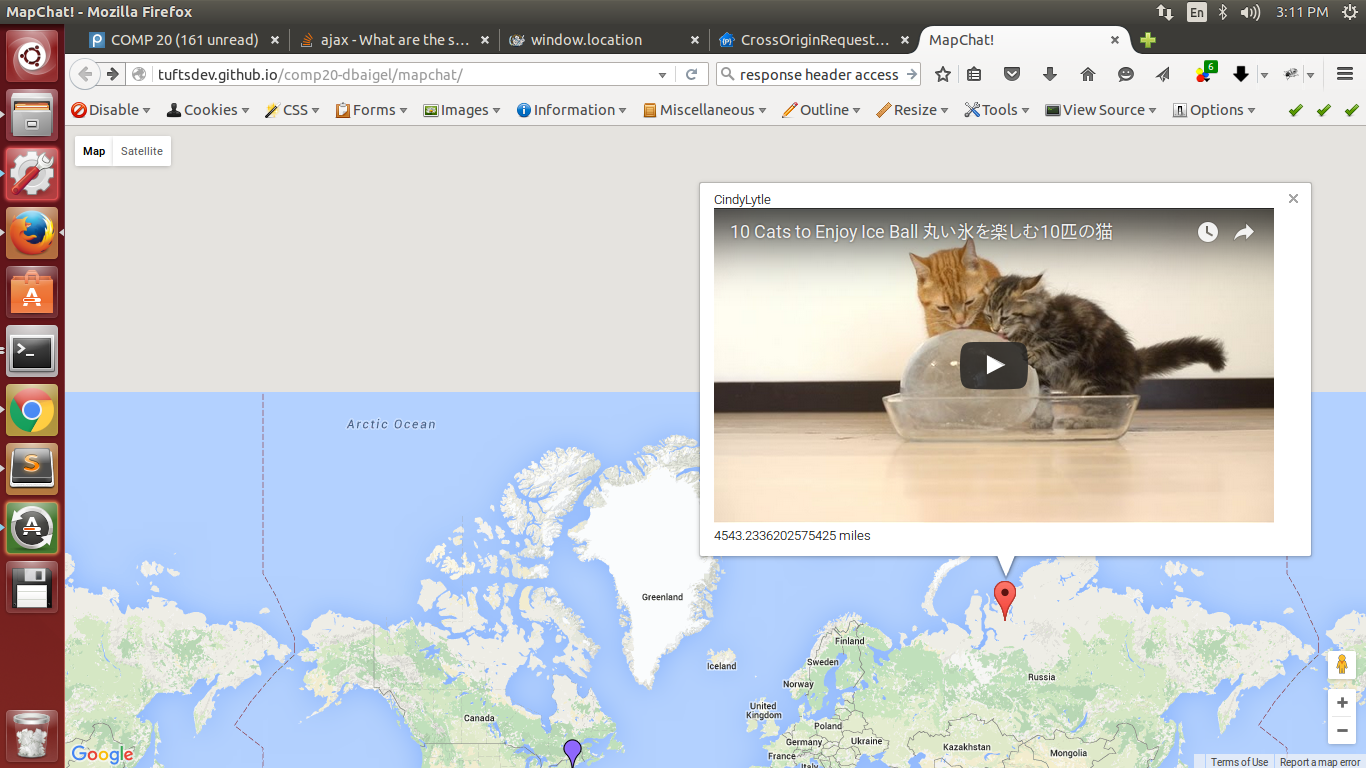 MapChat! - Mozilla Firefox
En
3:11 PM
COMP 20 (161 unread)
ajax - What are the s...
window.location
CrossOriginRequest...
MapChat!
tuftsdev.github.io/comp20-dbaigel/mapchat/
response header access
6
Disable
Cookies
CSS
Forms
Images
Information
Miscellaneous
Outline
Resize
Tools
View Source
Options
Map
Satellite
CindyLytle
10 Cats to Enjoy Ice Ball 丸い氷を楽しむ10匹の猫
4543.2336202575425 miles
Arctic Ocean
Greenland
Iceland
Finland
Sweden
Norway
Russia
United
Kingdom
Canada
Poland
Germany
Ukraine
Kazakhstan
Mongolia
France
Italy
Google
Terms of Use
Report a map error